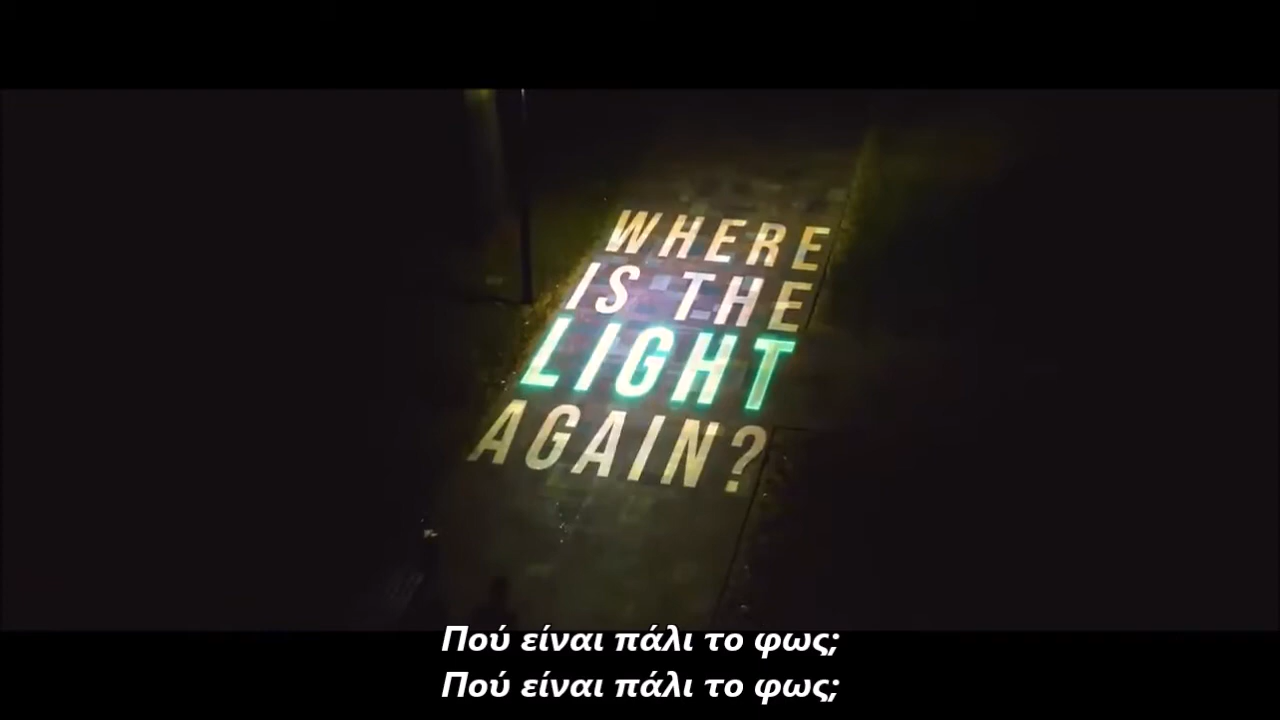 WHERE
IS THE
LIGHT
AGAIN?
Πού είναι πάλι το φως;
Πού είναι πάλι το φως;